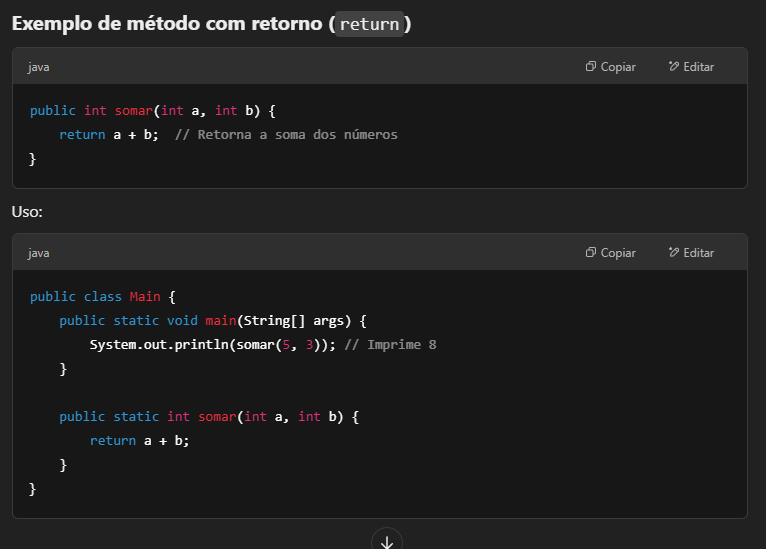 Exemplo de método com retorno (return)
java
Copiar
Editar
public int somar(int a, int b) {
    return a + b;  // Retorna a soma dos números
}
Uso:
java
Copiar
Editar
public class Main {
    public static void main(String[] args) {
        System.out.println(somar(5, 3)); // Imprime 8
    }

    public static int somar(int a, int b) {
        return a + b;
    }
}